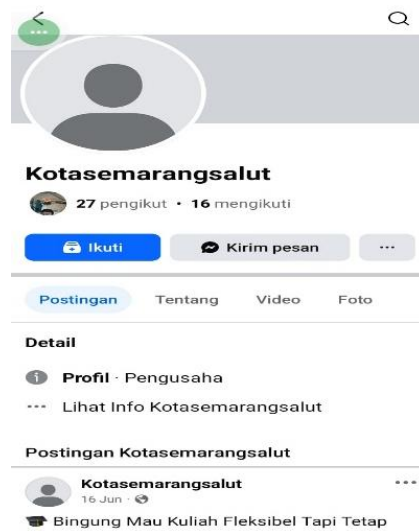 Kotasemarangsalut
27 pengikut • 16 mengikuti
Ikuti
Kirim pesan
Postingan Tentang Video Foto
Detail
Profil · Pengusaha
Lihat Info Kotasemarangsalut
Postingan Kotasemarangsalut
Kotasemarangsalut
16 Jun ·
🎓 Bingung Mau Kuliah Fleksibel Tapi Tetap